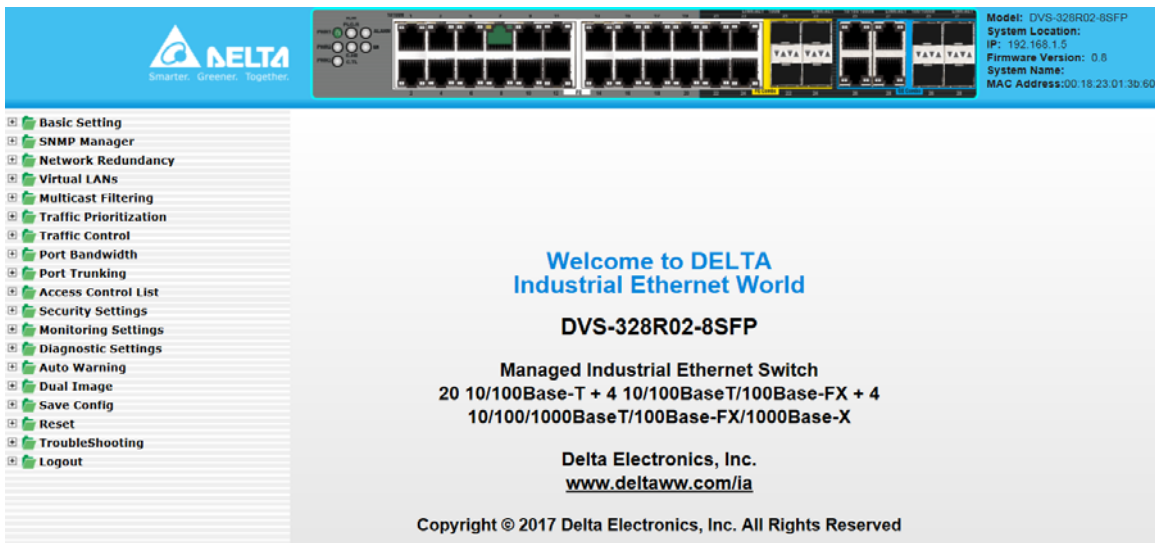 DELTA
Smarter. Greener. Together.
Model: DVS-328R02-8SFP
System Location:
IP: 192.168.1.5
Firmware Version: 0.6
System Name:
MAC Address:00:18:23:01:3b:60
Basic Setting
SNMP Manager
Network Redundancy
Virtual LANs
Multicast Filtering
Traffic Prioritization
Traffic Control
Port Bandwidth
Port Trunking
Access Control List
Security Settings
Monitoring Settings
Diagnostic Settings
Auto Warning
Dual Image
Save Config
Reset
TroubleShooting
Logout
Welcome to DELTA
Industrial Ethernet World
DVS-328R02-8SFP
Managed Industrial Ethernet Switch
20 10/100Base-T + 4 10/100BaseT/100Base-FX + 4
10/100/1000BaseT/100Base-FX/1000Base-X
Delta Electronics, Inc.
www.deltaww.com/ia
Copyright © 2017 Delta Electronics, Inc. All Rights Reserved